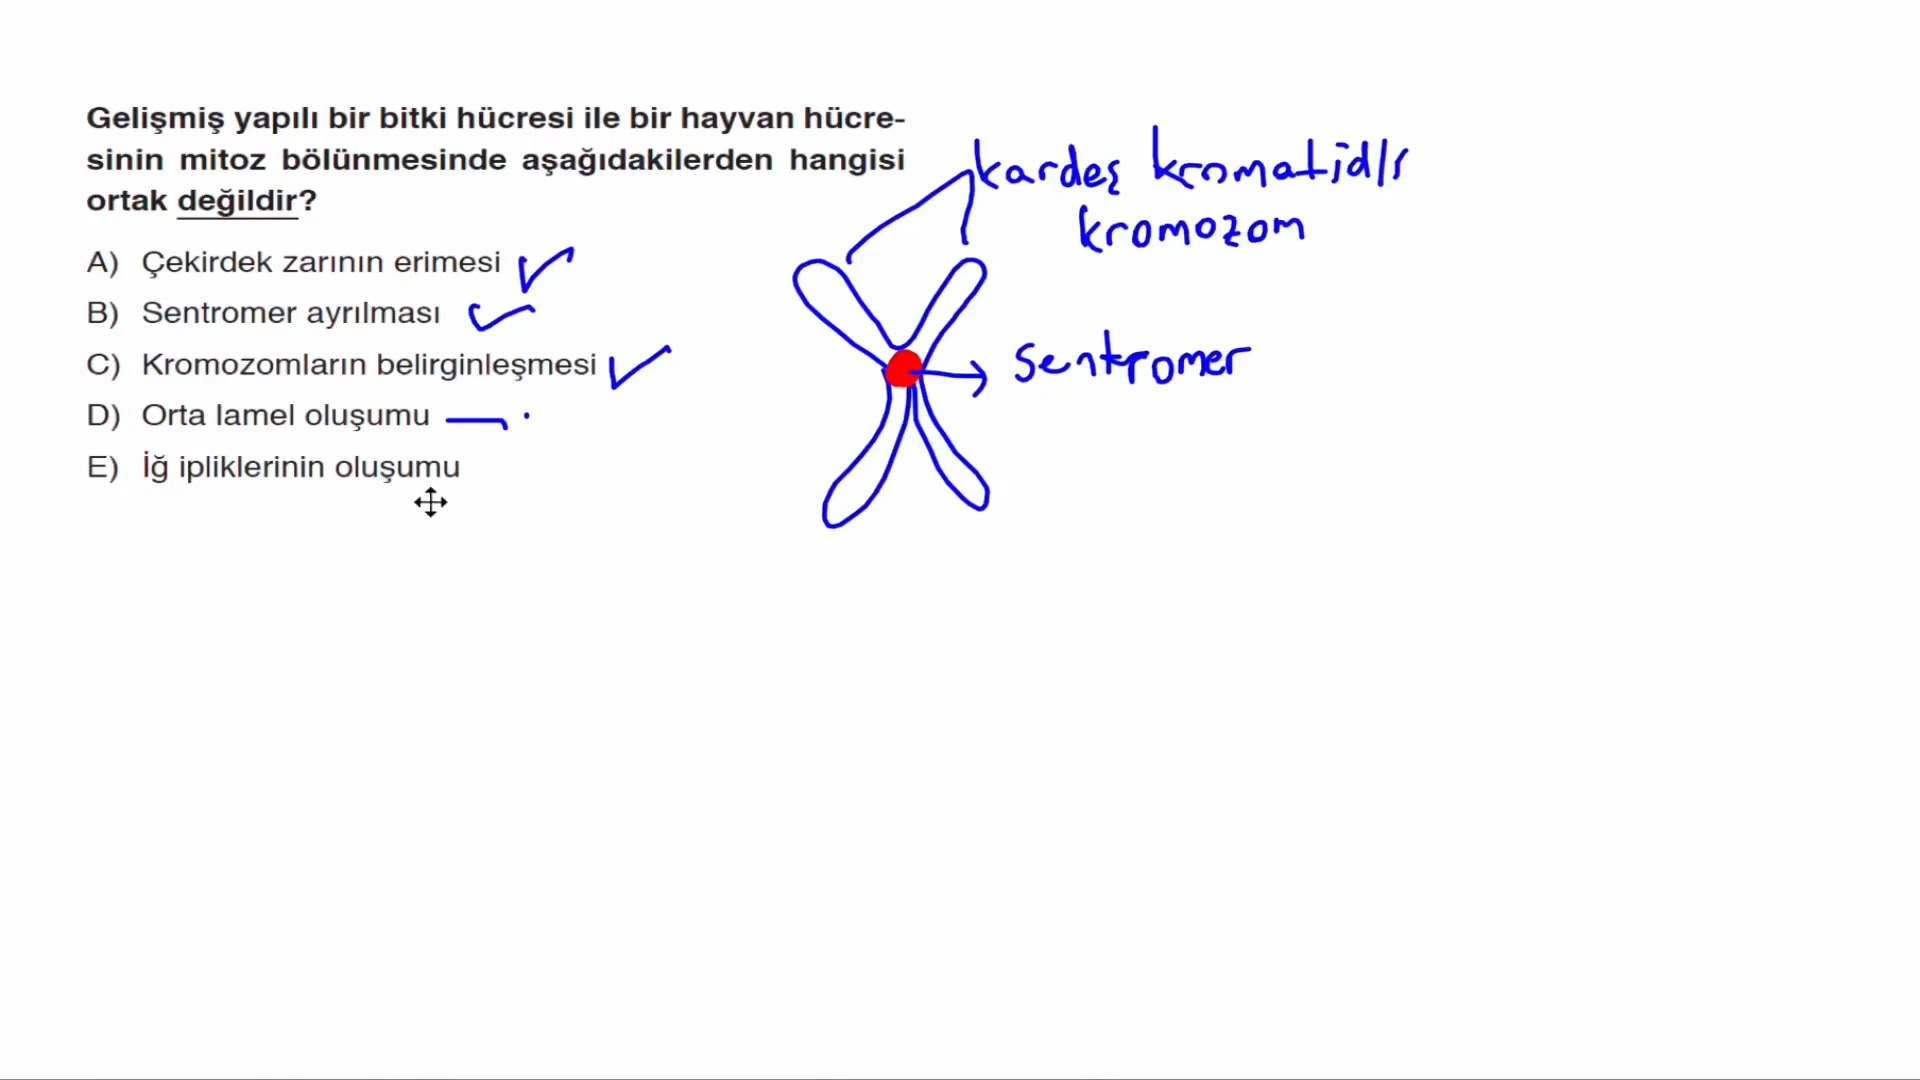 Gelişmiş yapılı bir bitki hücresi ile bir hayvan hücre-
sinin mitoz bölünmesinde aşağıdakilerden hangisi
ortak değildir?
A) Çekirdek zarının erimesi
B) Sentromer ayrılması
C) Kromozomların belirginleşmesi
D) Orta lamel oluşumu
E) İğ ipliklerinin oluşumu
kardeş kromatidlr
kromozom
sentromer